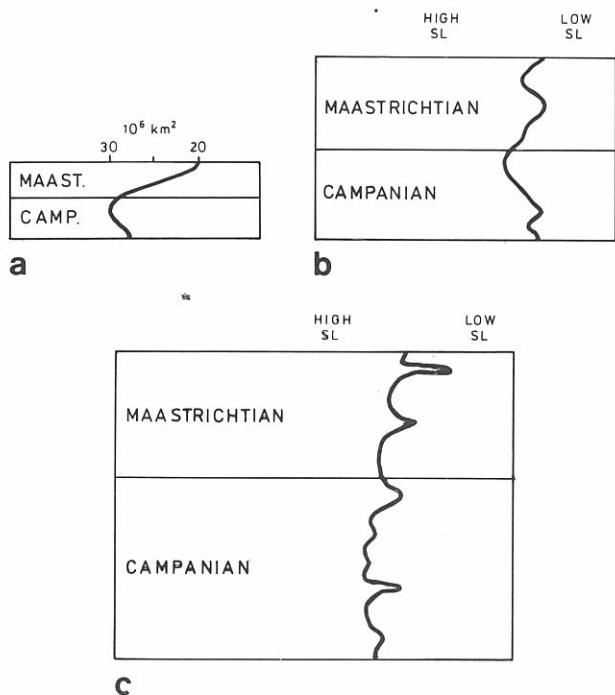 HIGH LOW
SL SL
MAASTRICHTIAN
CAMPANIAN
b
10⁶ km²
30 20
MAAST.
CAMP.
a
HIGH LOW
SL SL
MAASTRICHTIAN
CAMPANIAN
c